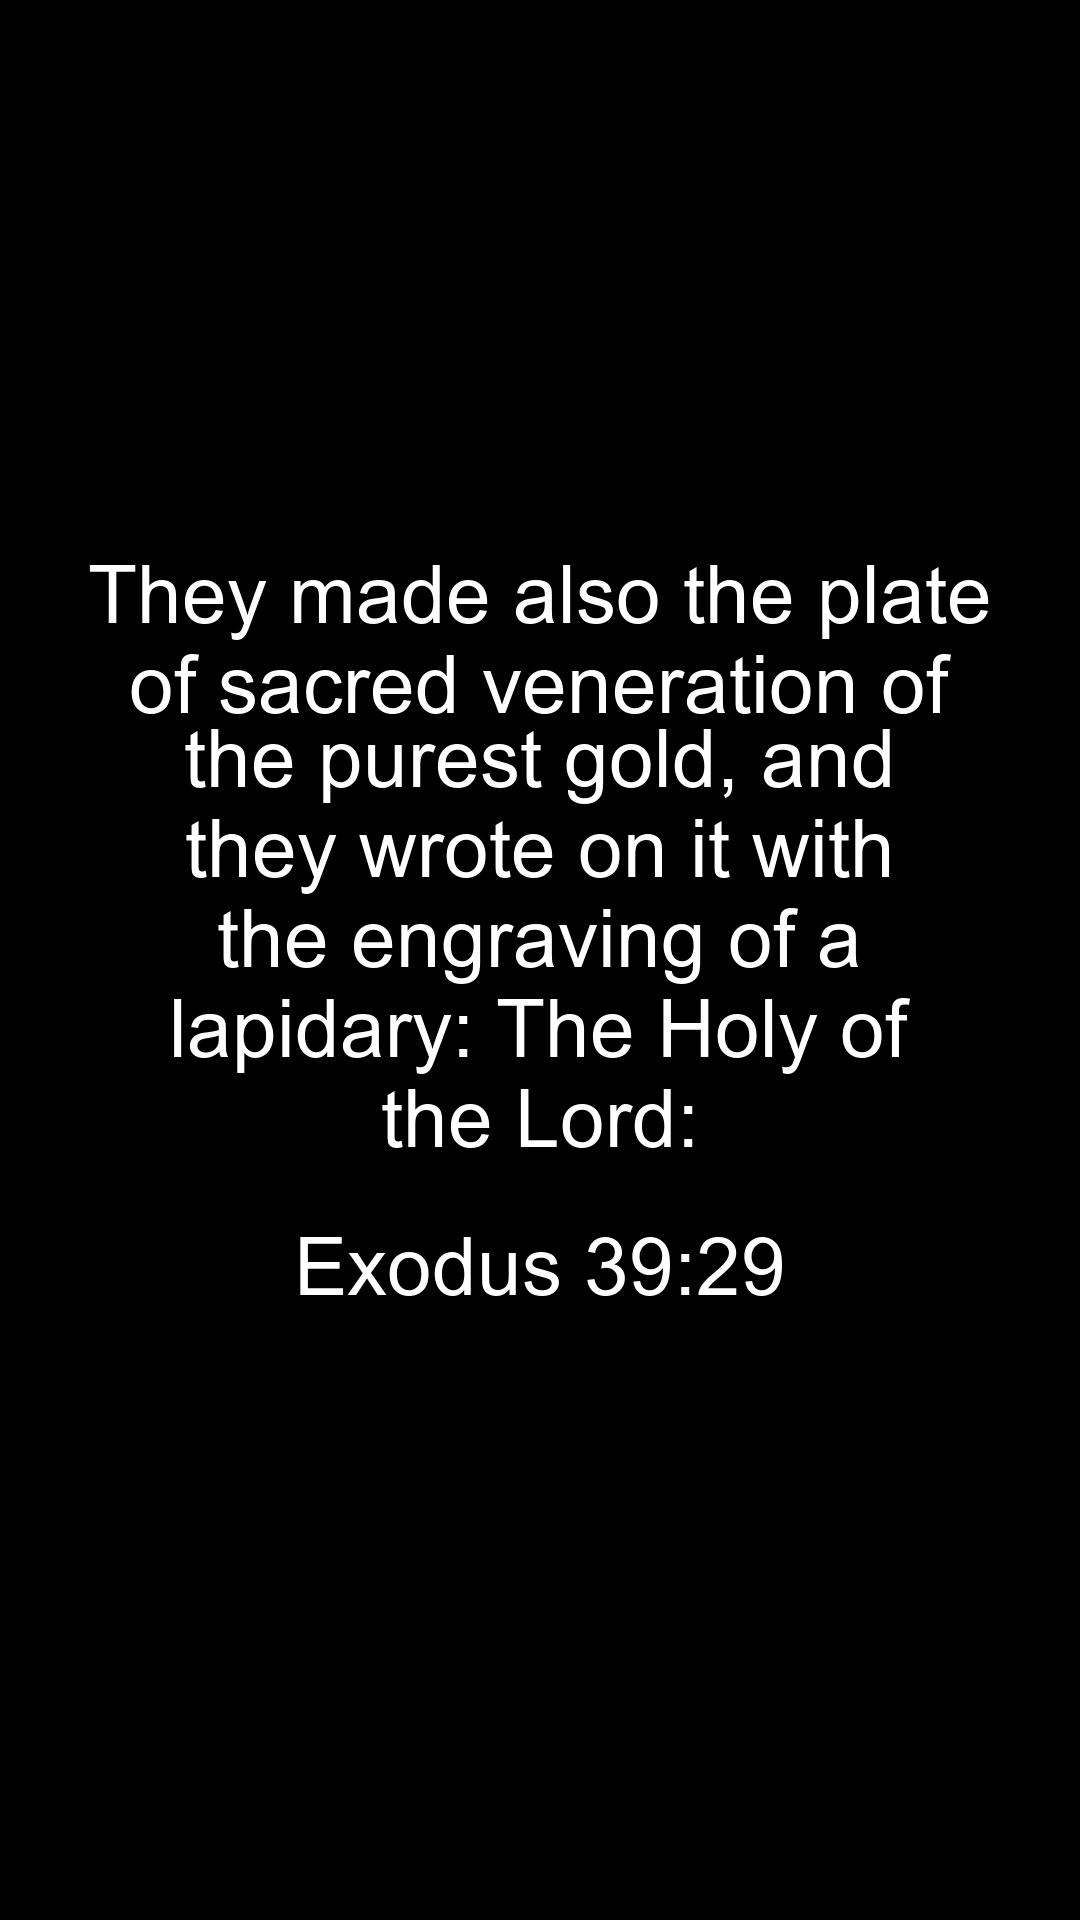 They made also the plate
of sacred veneration of
the purest gold, and
they wrote on it with
the engraving of a
lapidary: The Holy of
the Lord:
Exodus 39:29